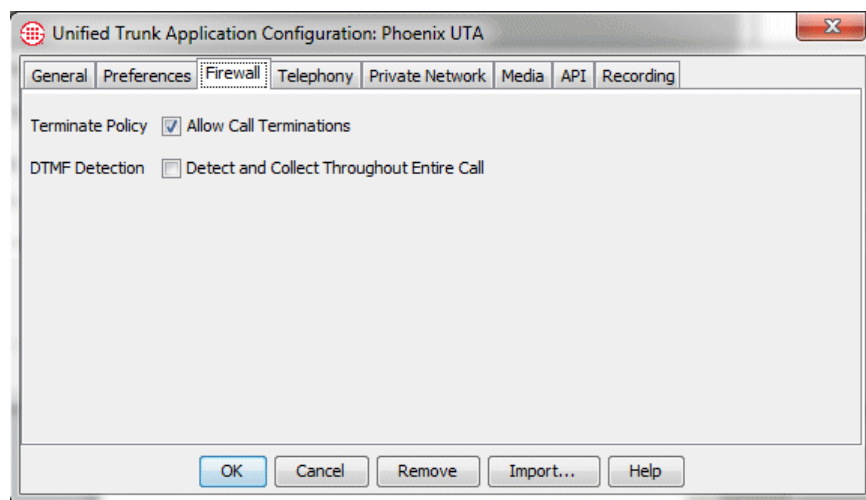 Unified Trunk Application Configuration: Phoenix UTA
General Preferences Firewall Telephony Private Network Media API Recording
Terminate Policy Allow Call Terminations
DTMF Detection Detect and Collect Throughout Entire Call
OK Cancel Remove Import... Help